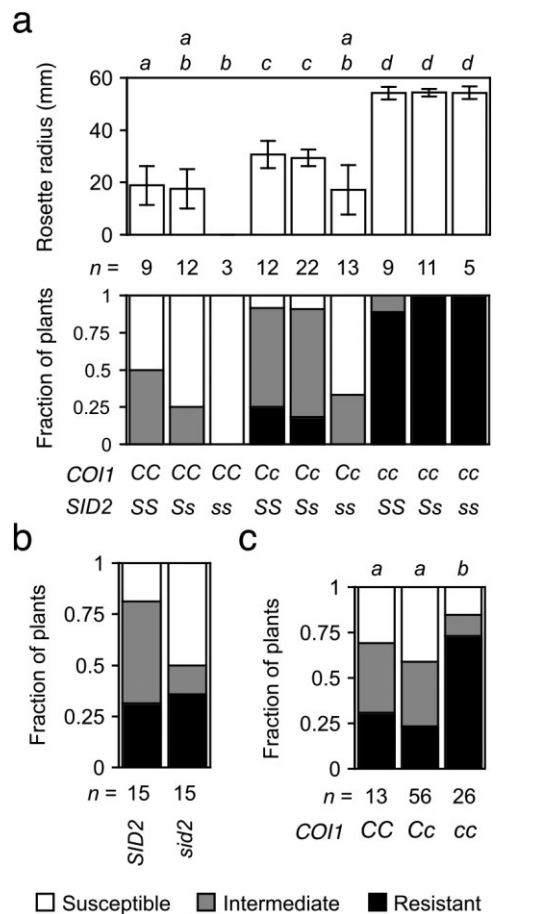 a
a a
a b b c c b d d d
Rosette radius (mm)
60
40
20
0
n = 9 12 3 12 22 13 9 11 5
Fraction of plants
1
0.75
0.5
0.25
0
COI1 CC CC CC Cc Cc Cc cc cc cc
SID2 SS Ss ss SS Ss ss SS Ss ss
b
Fraction of plants
1
0.75
0.5
0.25
0
n = 15 15
SID2 sid2
c
a a b
Fraction of plants
1
0.75
0.5
0.25
0
n = 13 56 26
COI1 CC Cc cc
Susceptible Intermediate Resistant